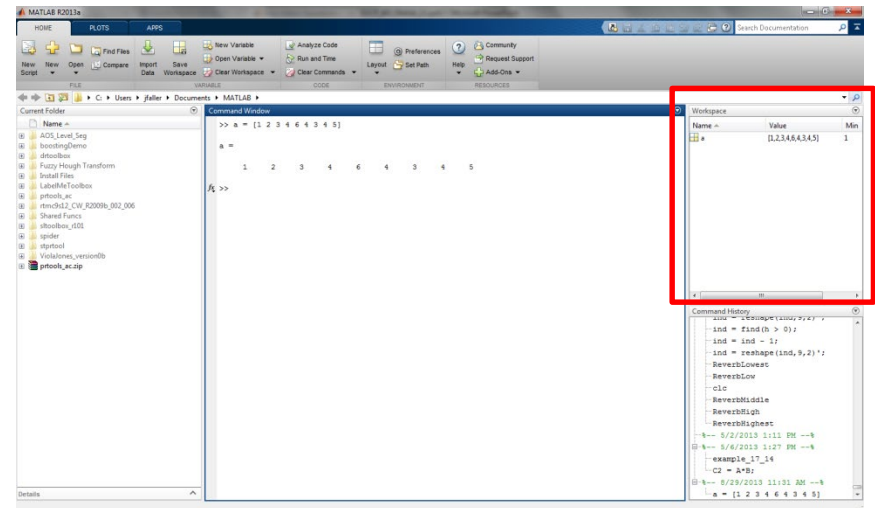 MATLAB R2013a
HOME PLOTS APPS
Search Documentation
New Script
New
Open
Find Files
Compare
Import Data
Save Workspace
New Variable
Open Variable
Clear Workspace
Analyze Code
Run and Time
Clear Commands
Layout
Preferences
Set Path
Help
Community
Request Support
Add-Ons
FILE VARIABLE CODE ENVIRONMENT RESOURCES
C: Users jfaller Documents MATLAB
Current Folder
Name
AOS_Level_Seg
boostingDemo
drtoolbox
Fuzzy Hough Transform
Install Files
LabelMeToolbox
prtools_ac
rbmc9s12_CW_R2009b_002_006
Shared Funcs
sltoolbox_r101
spider
stprtool
ViolaJones_version0b
prtools_ac.zip
Details
Command Window
>> a = [1 2 3 4 6 4 3 4 5]
a =
1 2 3 4 6 4 3 4 5
fx >>
Workspace
Name Value Min
a [1,2,3,4,6,4,3,4,5] 1
Command History
ind = reshape(ind,9,2)';
ind = find(h > 0);
ind = ind - 1;
ind = reshape(ind,9,2)';
ReverbLowest
ReverbLow
clc
ReverbMiddle
ReverbHigh
ReverbHighest
%-- 5/2/2013 1:11 PM --%
%-- 5/6/2013 1:27 PM --%
example_17_14
C2 = A*B;
%-- 5/29/2013 11:31 AM --%
a = [1 2 3 4 6 4 3 4 5]